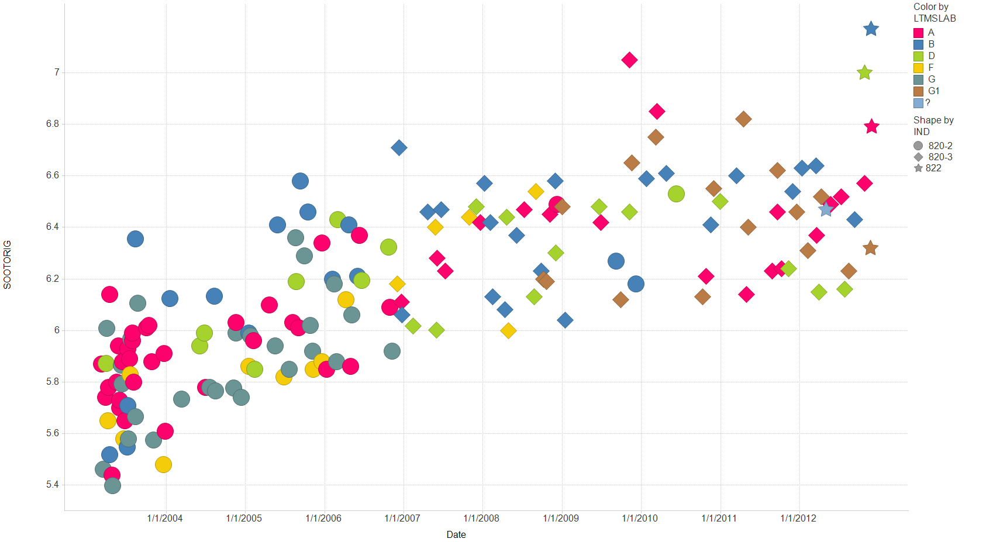 Color by
LTMSLAB
A
B
D
F
G
G1
?
Shape by
IND
820-2
820-3
822
7
6.8
6.6
6.4
6.2
6
5.8
5.6
5.4
SOOTORIG
1/1/2004 1/1/2005 1/1/2006 1/1/2007 1/1/2008 1/1/2009 1/1/2010 1/1/2011 1/1/2012
Date